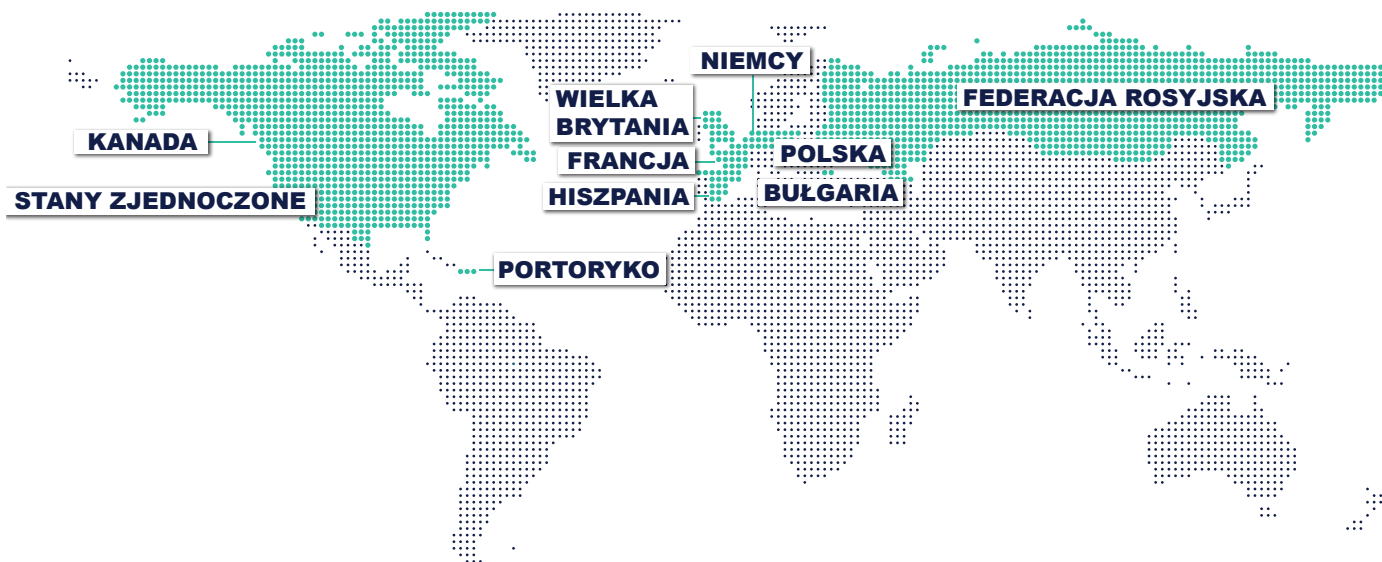 NIEMCY
WIELKA
BRYTANIA
FEDERACJA ROSYJSKA
KANADA
FRANCJA
POLSKA
STANY ZJEDNOCZONE
HISZPANIA
BUŁGARIA
PORTORYKO